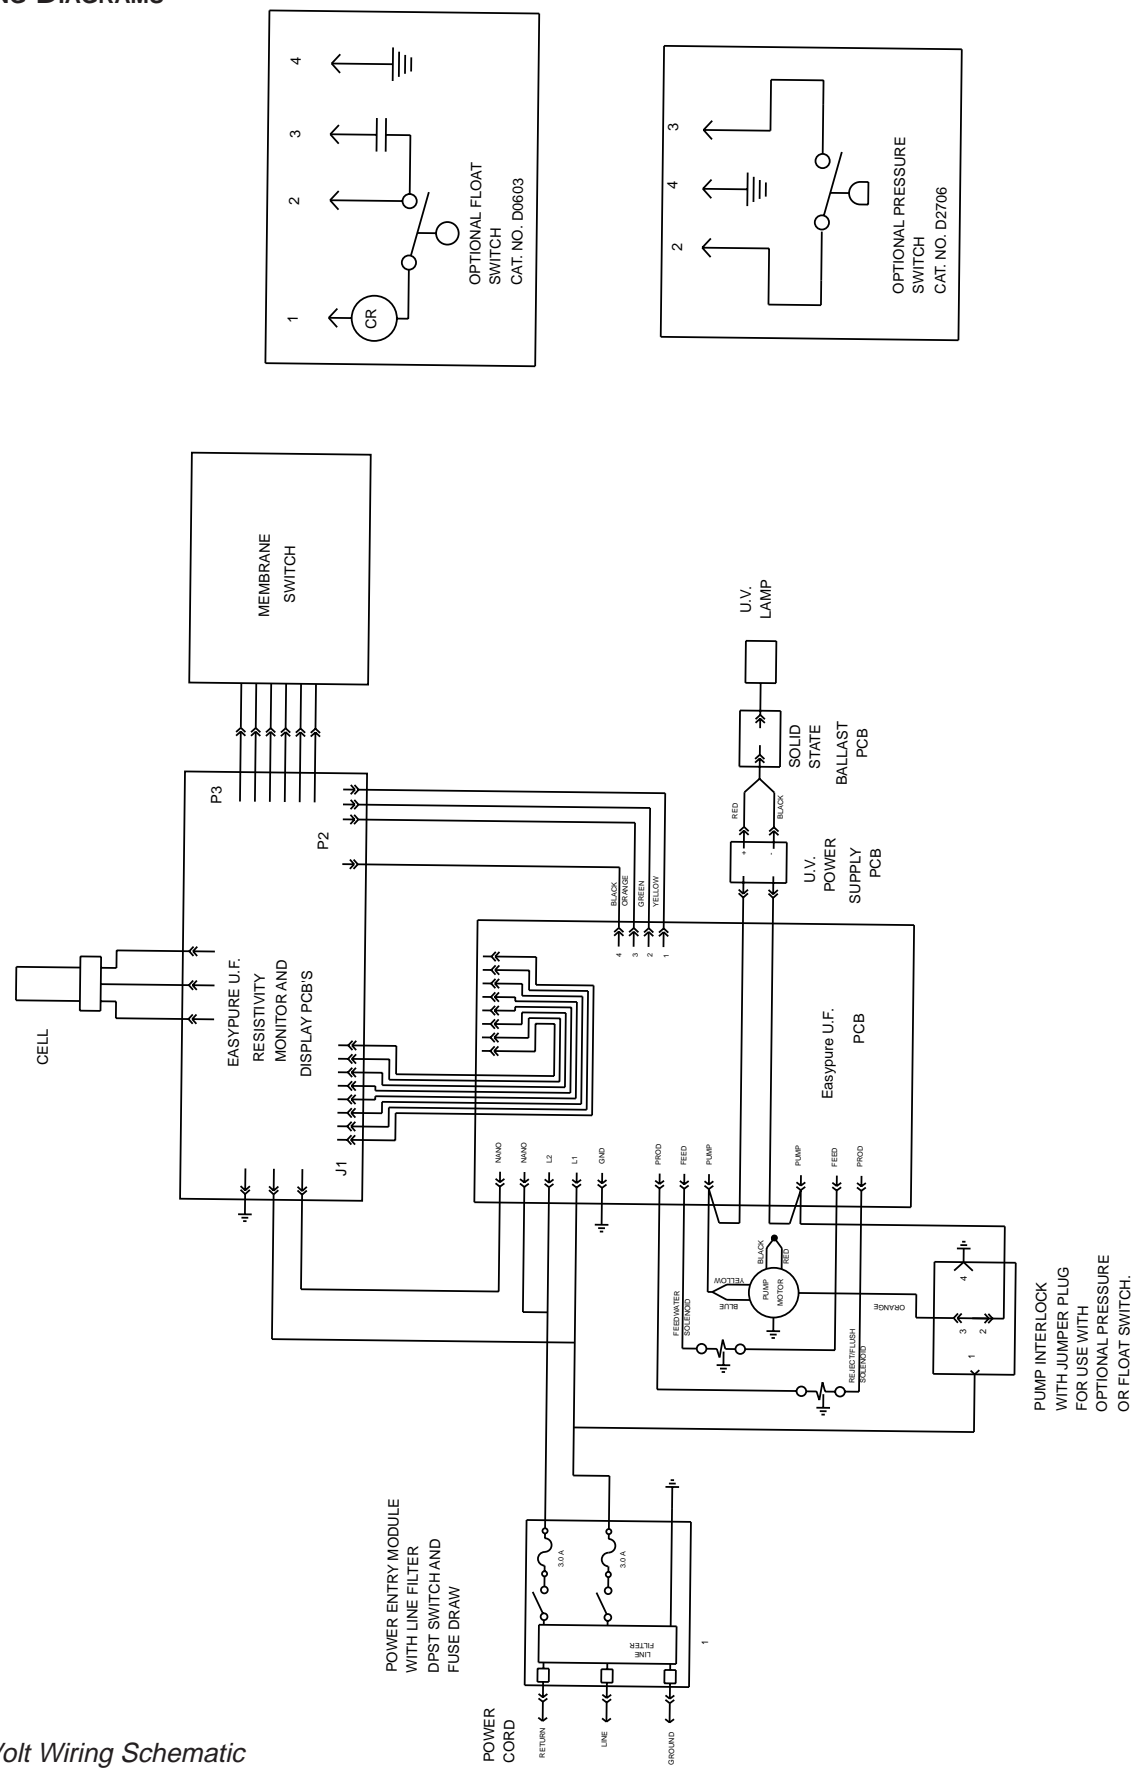 DIAGRAMS
4
3
2
1
CR
OPTIONAL FLOAT
SWITCH
CAT. NO. D0603
3
4
2
OPTIONAL PRESSURE
SWITCH
CAT. NO. D2706
MEMBRANE
SWITCH
U.V.
LAMP
SOLID
STATE
BALLAST
PCB
RED
BLACK
+
-
U.V.
POWER
SUPPLY
PCB
P3
P2
CELL
EASYPURE U.F.
RESISTIVITY
MONITOR AND
DISPLAY PCB'S
J1
BLACK
ORANGE
GREEN
YELLOW
4
3
2
1
Easypure U.F.
PCB
NANO
NANO
L2
L1
GND
PROD
FEED
PUMP
PUMP
FEED
PROD
BLACK
RED
YELLOW
BLUE
PUMP
MOTOR
ORANGE
FEEDWATER
SOLENOID
REJECT/FLUSH
SOLENOID
4
3
2
1
PUMP INTERLOCK
WITH JUMPER PLUG
FOR USE WITH
OPTIONAL PRESSURE
OR FLOAT SWITCH.
POWER ENTRY MODULE
WITH LINE FILTER
DPST SWITCH AND
FUSE DRAW
3.0 A
3.0 A
LINE
FILTER
1
POWER
CORD
RETURN
LINE
GROUND
Volt Wiring Schematic